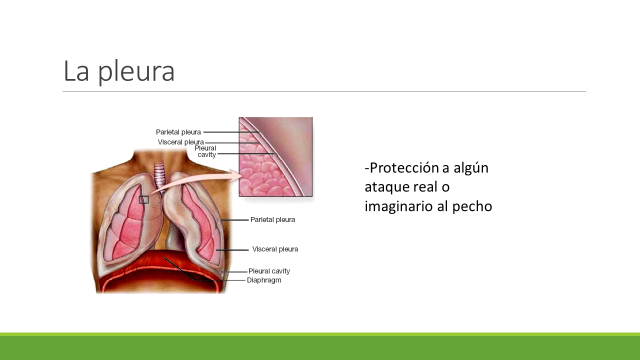 La pleura
Parietal pleura
Visceral pleura
Pleural
cavity
Parietal pleura
Visceral pleura
Pleural cavity
Diaphragm
-Protección a algún
ataque real o
imaginario al pecho